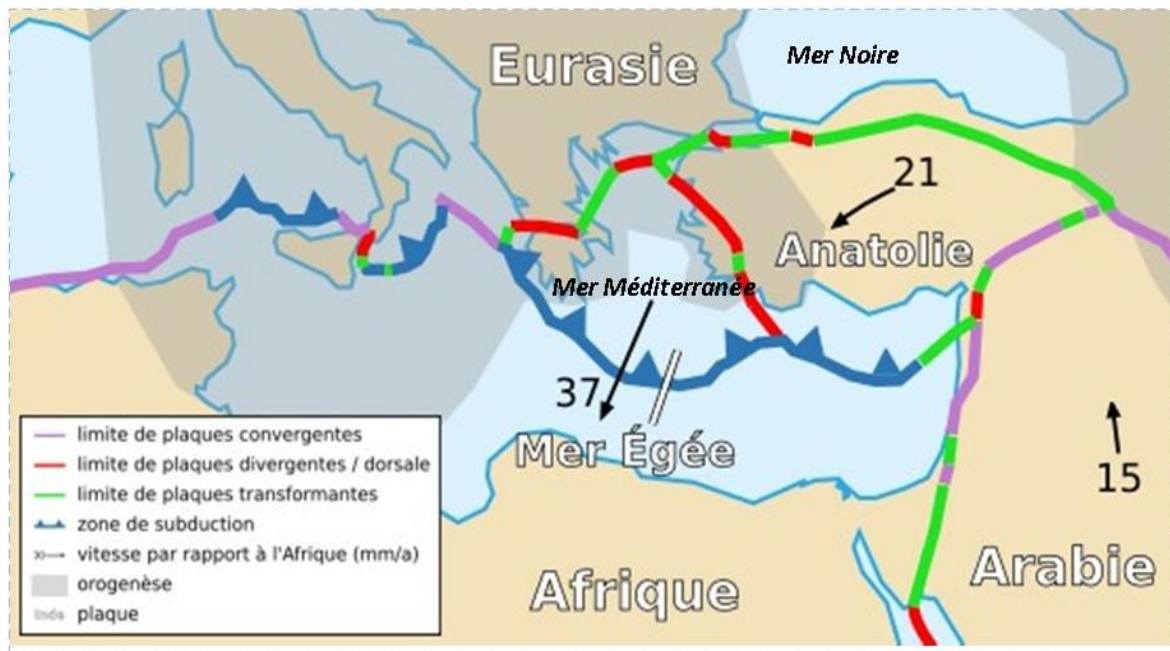 Mer Noire
Eurasie
21
Anatolie
Mer Méditerranée
37
Mer Égée
15
Afrique
Arabie
limite de plaques convergentes
limite de plaques divergentes / dorsale
limite de plaques transformantes
zone de subduction
vitesse par rapport à l'Afrique (mm/a)
orogenèse
plaque